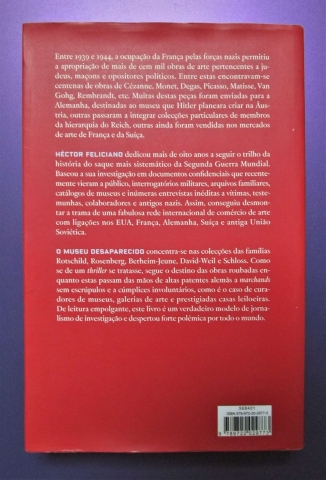 Entre 1939 e 1944, a ocupação da França pelas forças nazis permitiu
a apropriação de mais de cem mil obras de arte pertencentes a ju-
deus, maçons e opositores políticos. Entre estas encontravam-se
centenas de obras de Cézanne, Monet, Degas, Picasso, Matisse, Van
Gohg, Rembrandt, etc. Muitas destas peças foram enviadas para a
Alemanha, destinadas ao museu que Hitler planeara criar na Áus-
tria, outras passaram a integrar colecções particulares de membros
da hierarquia do Reich, outras ainda foram vendidas nos mercados
de arte de França e da Suíça.
HÉCTOR FELICIANO dedicou mais de oito anos a seguir o trilho da
história do saque mais sistemático da Segunda Guerra Mundial.
Baseou a sua investigação em documentos confidenciais que recente-
mente vieram a público, interrogatórios militares, arquivos familiares,
catálogos de museus e inúmeras entrevistas inéditas a vítimas, teste-
munhas, colaboradores e antigos nazis. Assim, conseguiu desmon-
tar a trama de uma fabulosa rede internacional de comércio de arte
com ligações nos EUA, França, Alemanha, Suíça e antiga União
Soviética.
O MUSEU DESAPARECIDO concentra-se nas colecções das famílias
Rotschild, Rosenberg, Berheim-Jeune, David-Weil e Schloss. Como
se de um thriller se tratasse, segue o destino das obras roubadas en-
quanto estas passam das mãos de altas patentes alemãs a marchands
sem escrúpulos e a cúmplices involuntários, como é o caso de cura-
dores de museus, galerias de arte e prestigiadas casas leiloeiras.
De leitura empolgante, este livro é um verdadeiro modelo de jorna-
lismo de investigação e despertou forte polémica por todo o mundo.